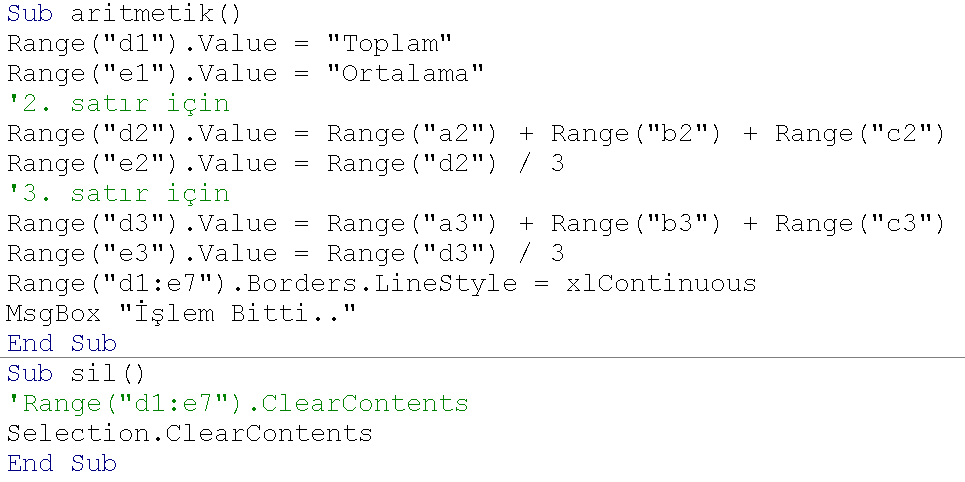 Sub aritmetik()
Range("d1").Value = "Toplam"
Range("e1").Value = "Ortalama"
'2. satır için
Range("d2").Value = Range("a2") + Range("b2") + Range("c2")
Range("e2").Value = Range("d2") / 3
'3. satır için
Range("d3").Value = Range("a3") + Range("b3") + Range("c3")
Range("e3").Value = Range("d3") / 3
Range("d1:e7").Borders.LineStyle = xlContinuous
MsgBox "İşlem Bitti.."
End Sub
Sub sil()
'Range("d1:e7").ClearContents
Selection.ClearContents
End Sub